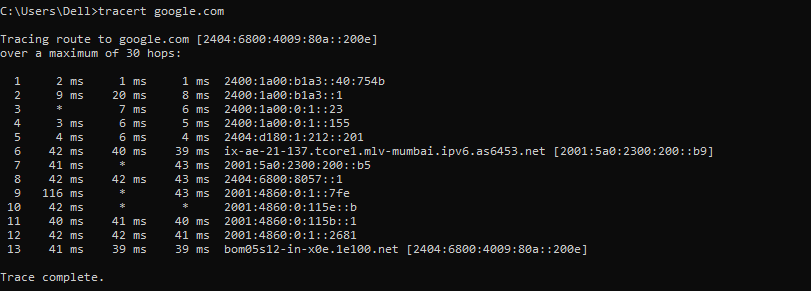 C:\Users\Dell>tracert google.com
Tracing route to google.com [2404:6800:4009:80a::200e]
over a maximum of 30 hops:
1 2 ms 1 ms 1 ms 2400:1a00:b1a3::40:754b
2 9 ms 20 ms 8 ms 2400:1a00:b1a3::1
3 * 7 ms 6 ms 2400:1a00:0:1::23
4 3 ms 6 ms 6 ms 2400:1a00:0:1::155
5 4 ms 6 ms 4 ms 2404:d180:1:212::201
6 42 ms 40 ms 39 ms ix-ae-21-137.tcore1.mlv-mumbai.ipv6.as6453.net [2001:5a0:2300:200::b9]
7 41 ms * 43 ms 2001:5a0:2300:200::b5
8 42 ms 42 ms 43 ms 2404:6800:8057::1
9 116 ms * 43 ms 2001:4860:0:1::7fe
10 42 ms * * 2001:4860:0:115e::b
11 40 ms 41 ms 40 ms 2001:4860:0:115b::1
12 42 ms 42 ms 41 ms 2001:4860:0:1::2681
13 41 ms 39 ms 39 ms bom05s12-in-x0e.1e100.net [2404:6800:4009:80a::200e]
Trace complete.